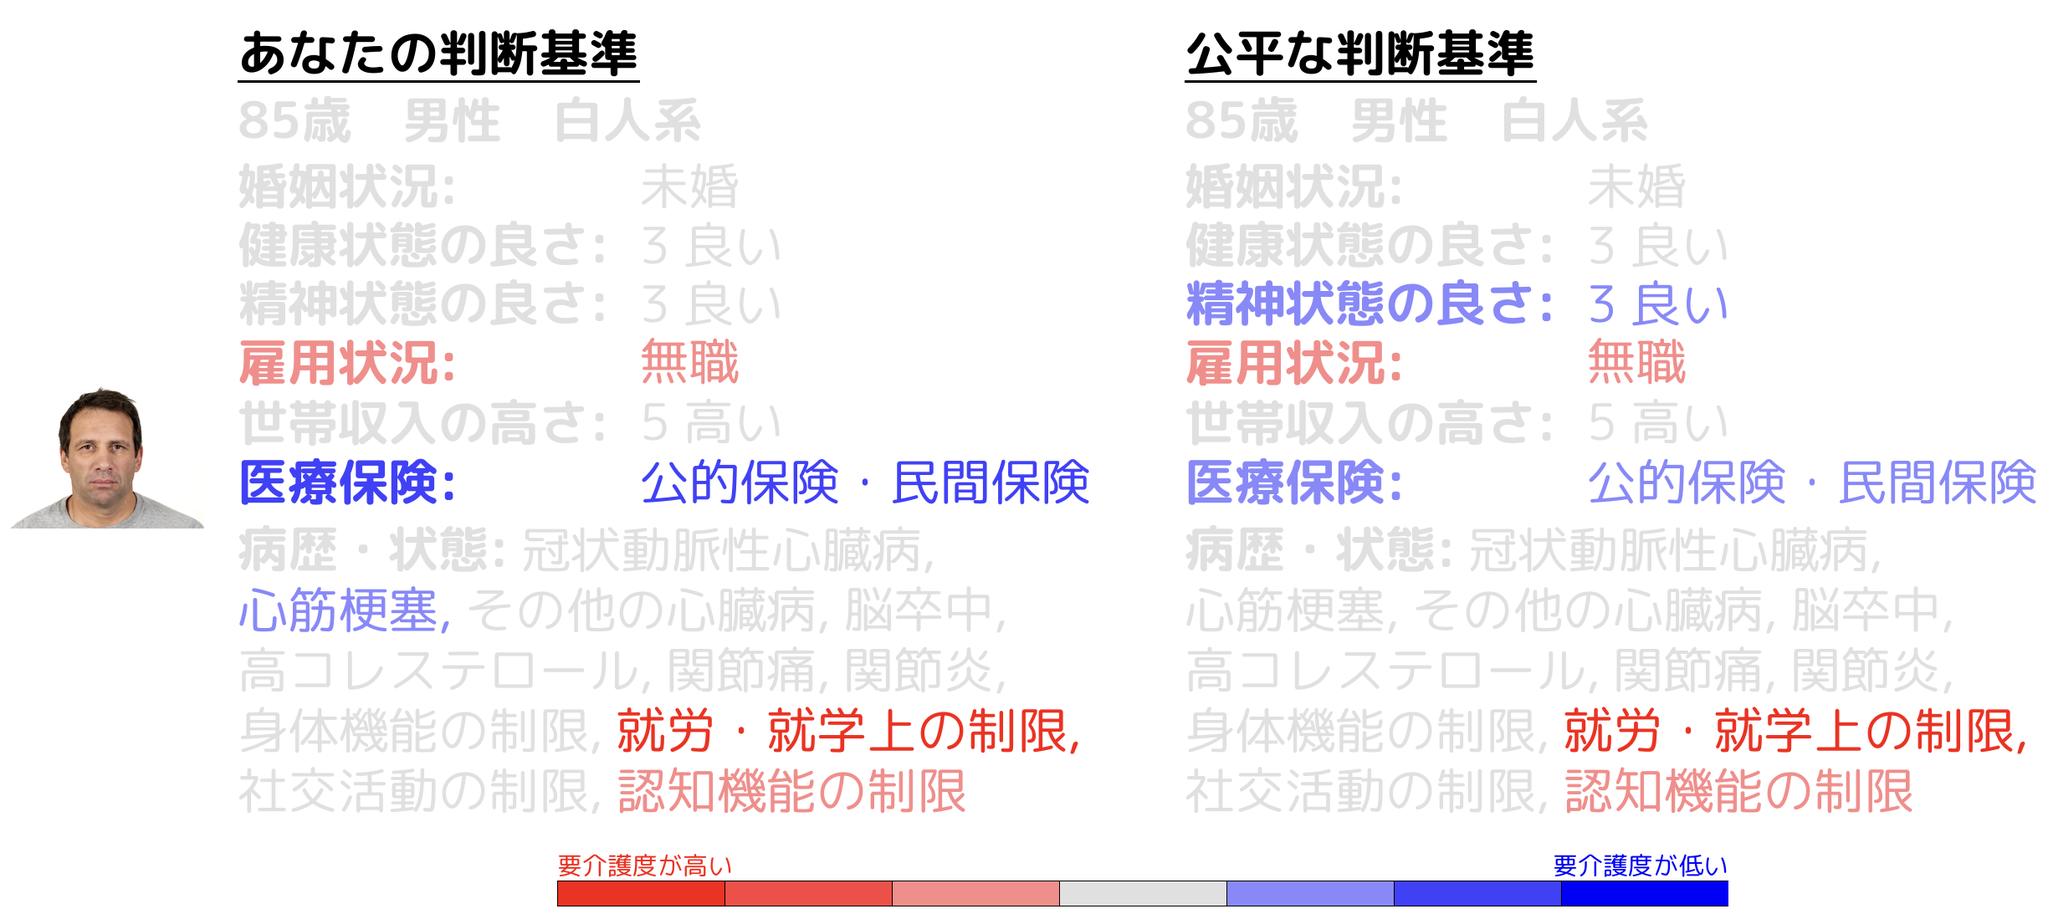 あなたの判断基準
85歳　男性　白人系
婚姻状況: 未婚
健康状態の良さ: 3 良い
精神状態の良さ: 3 良い
雇用状況: 無職
世帯収入の高さ: 5 高い
医療保険: 公的保険・民間保険
病歴・状態: 冠状動脈性心臓病,
心筋梗塞, その他の心臓病, 脳卒中,
高コレステロール, 関節痛, 関節炎,
身体機能の制限, 就労・就学上の制限,
社交活動の制限, 認知機能の制限
公平な判断基準
85歳　男性　白人系
婚姻状況: 未婚
健康状態の良さ: 3 良い
精神状態の良さ: 3 良い
雇用状況: 無職
世帯収入の高さ: 5 高い
医療保険: 公的保険・民間保険
病歴・状態: 冠状動脈性心臓病,
心筋梗塞, その他の心臓病, 脳卒中,
高コレステロール, 関節痛, 関節炎,
身体機能の制限, 就労・就学上の制限,
社交活動の制限, 認知機能の制限
要介護度が高い
要介護度が低い